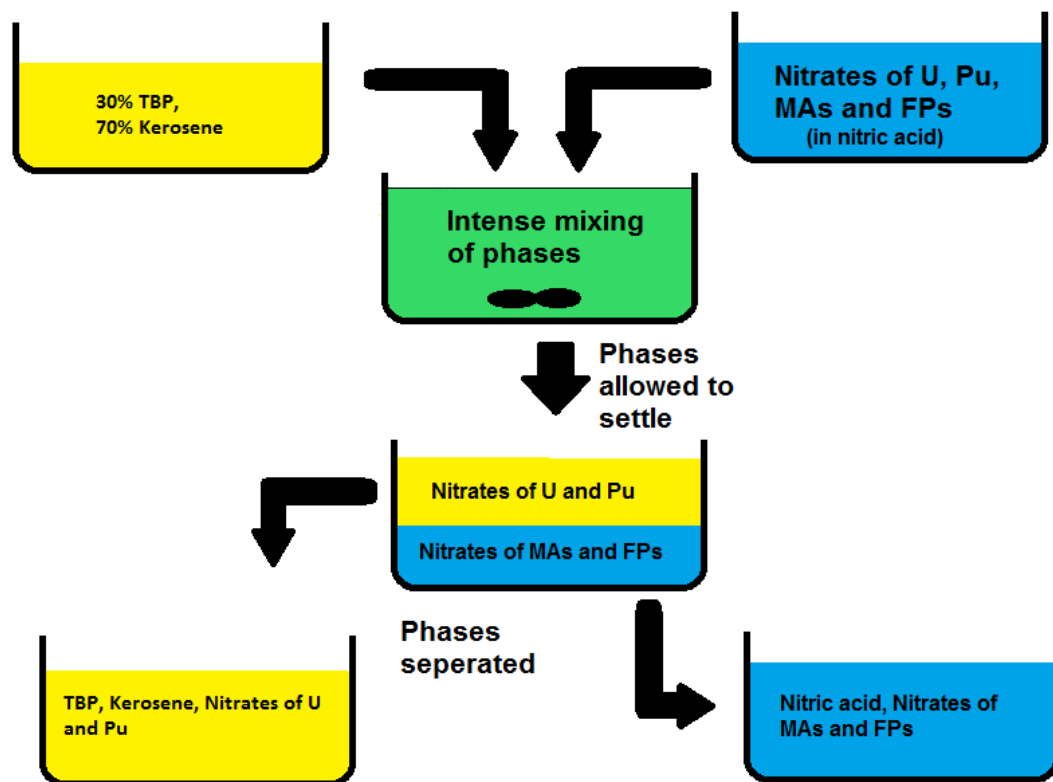 30% TBP,
70% Kerosene
Nitrates of U, Pu,
MAs and FPs
(in nitric acid)
Intense mixing
of phases
Phases
allowed to
settle
Nitrates of U and Pu
Nitrates of MAs and FPs
Phases
seperated
TBP, Kerosene, Nitrates of U
and Pu
Nitric acid, Nitrates of
MAs and FPs